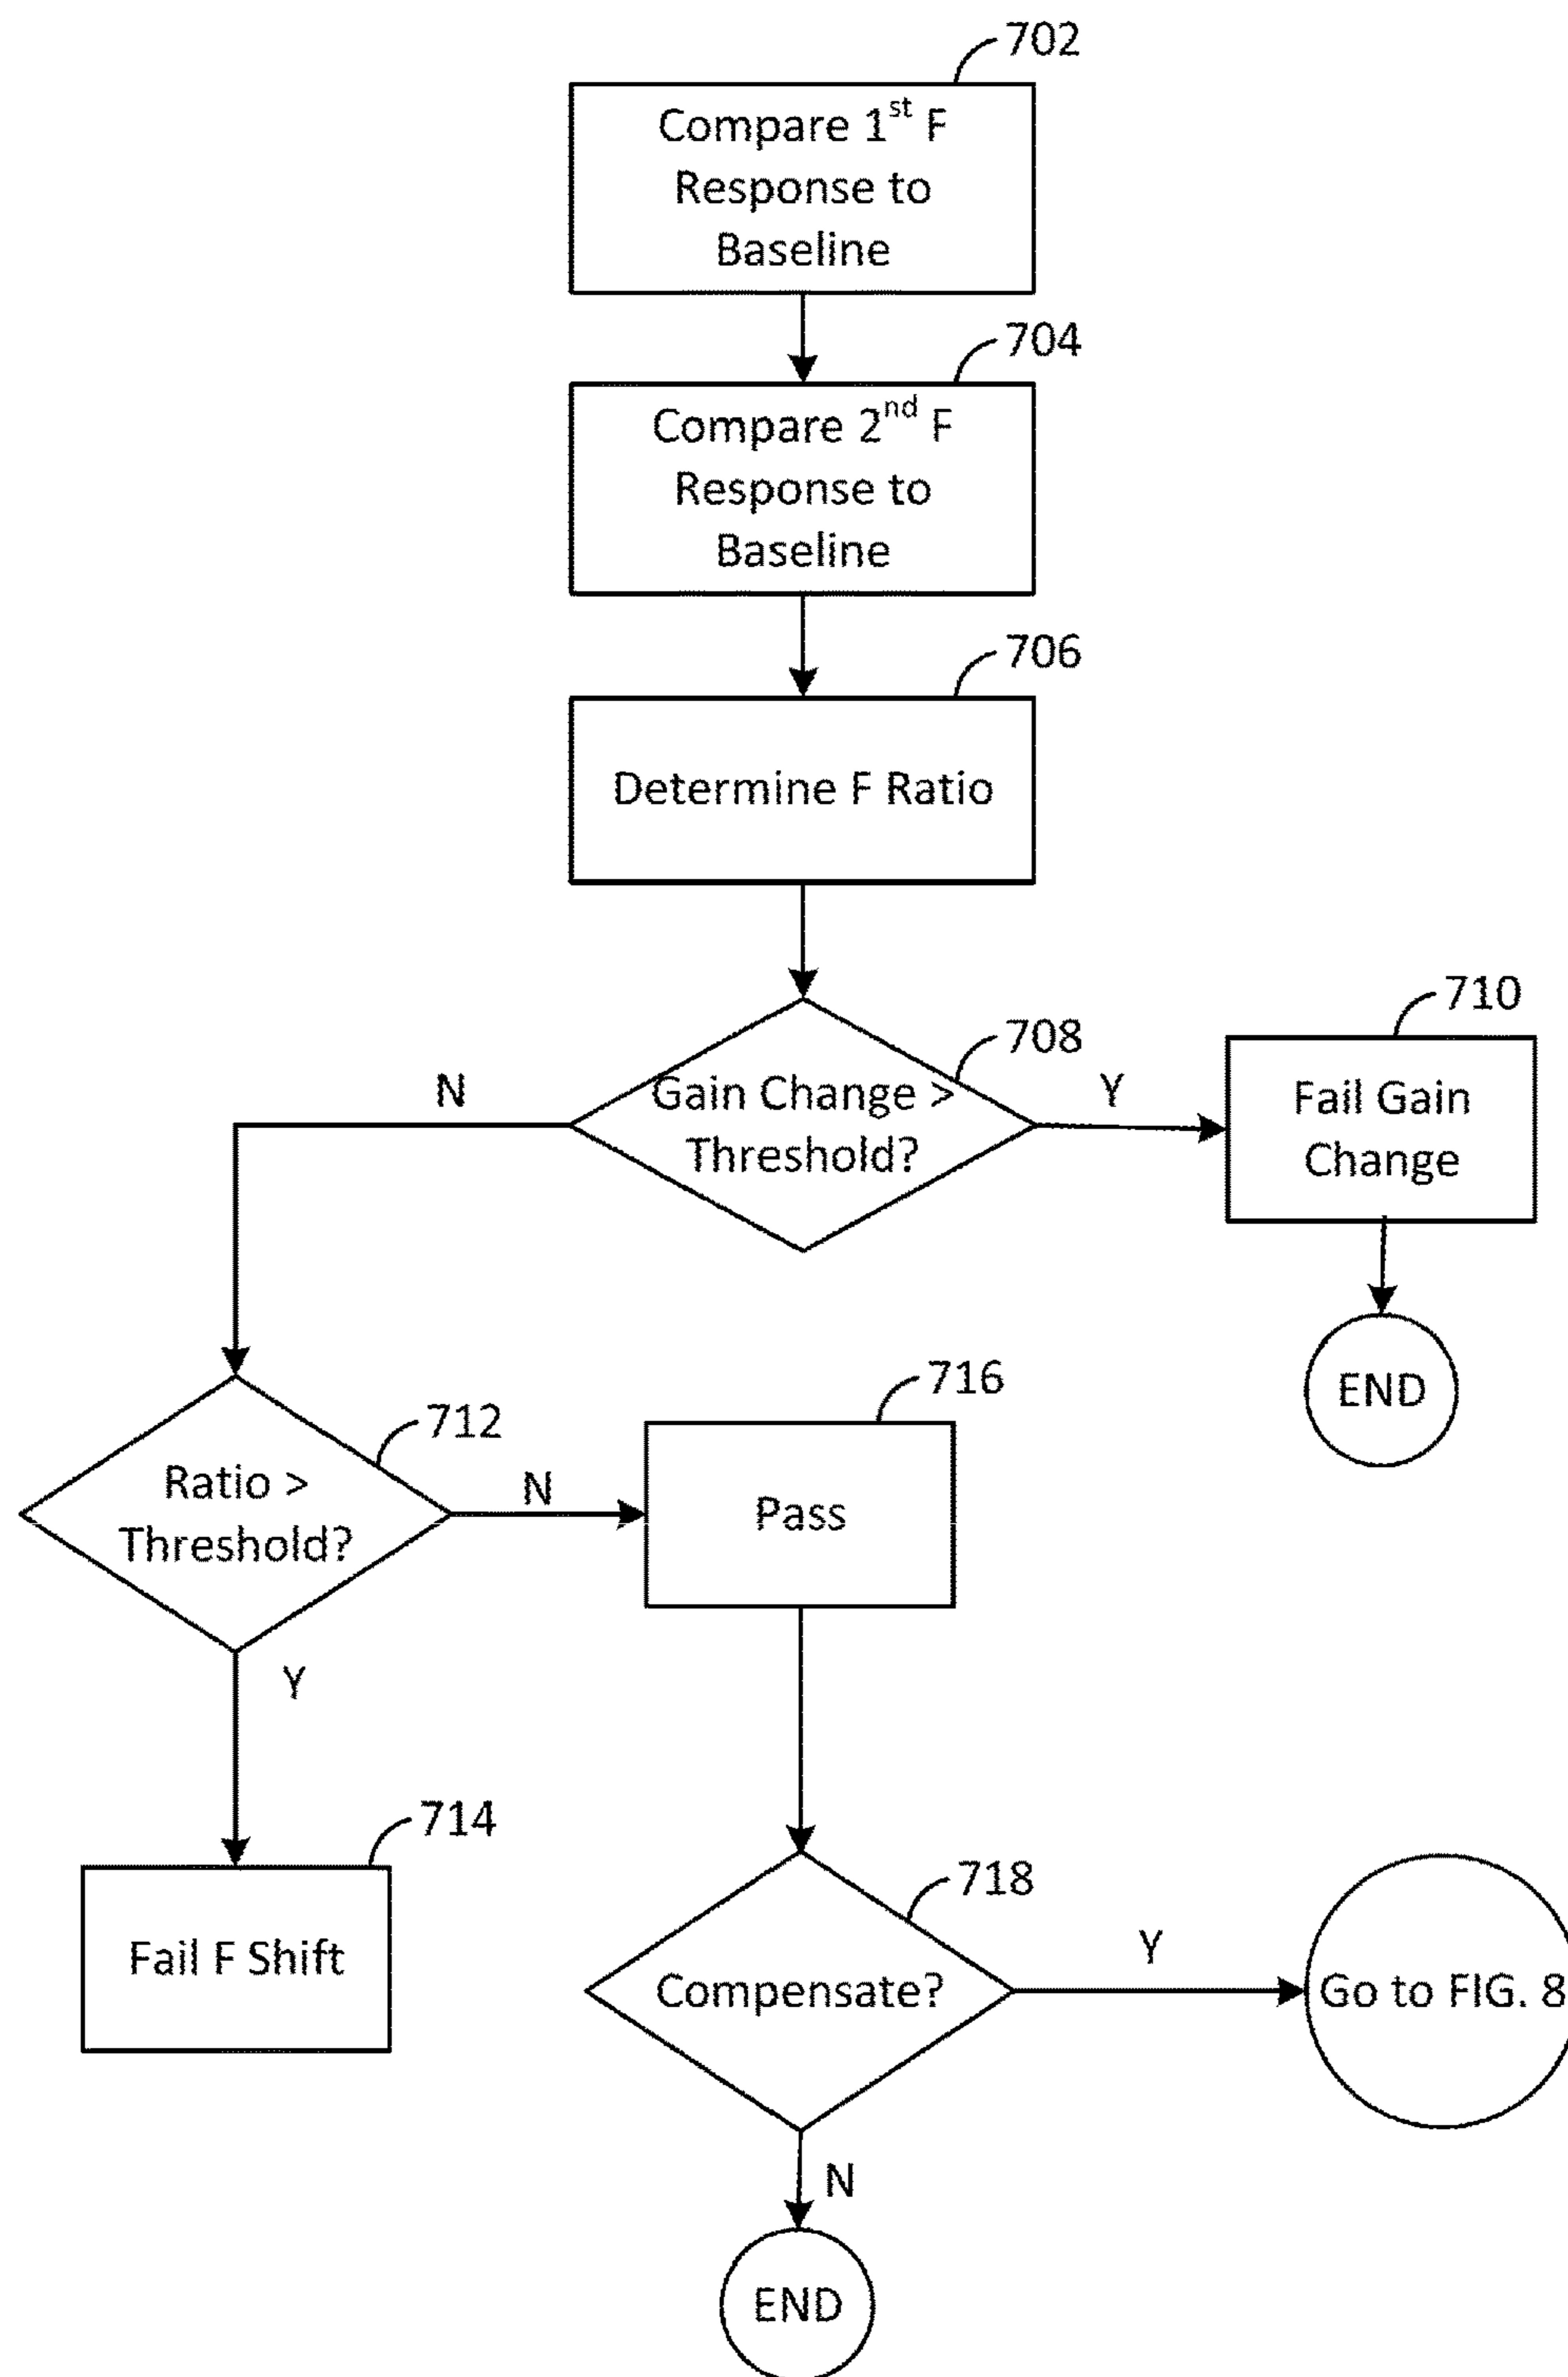 702
Compare 1st F
Response to
Baseline
704
Compare 2nd F
Response to
Baseline
706
Determine F Ratio
708
Gain Change >
Threshold?
N
Y
710
Fail Gain
Change
END
712
Ratio >
Threshold?
N
Y
716
Pass
714
Fail F Shift
718
Compensate?
Y
Go to FIG. 8
N
END